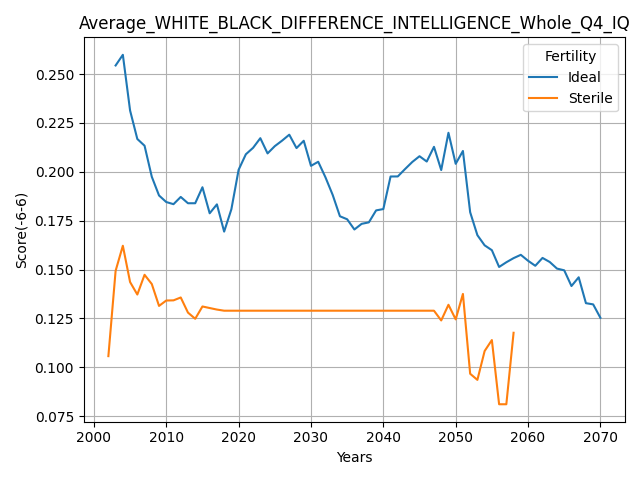 Average_WHITE_BLACK_DIFFERENCE_INTELLIGENCE_Whole_Q4_IQ
Fertility
Ideal
Sterile
Score(-6-6)
0.250
0.225
0.200
0.175
0.150
0.125
0.100
0.075
2000 2010 2020 2030 2040 2050 2060 2070
Years